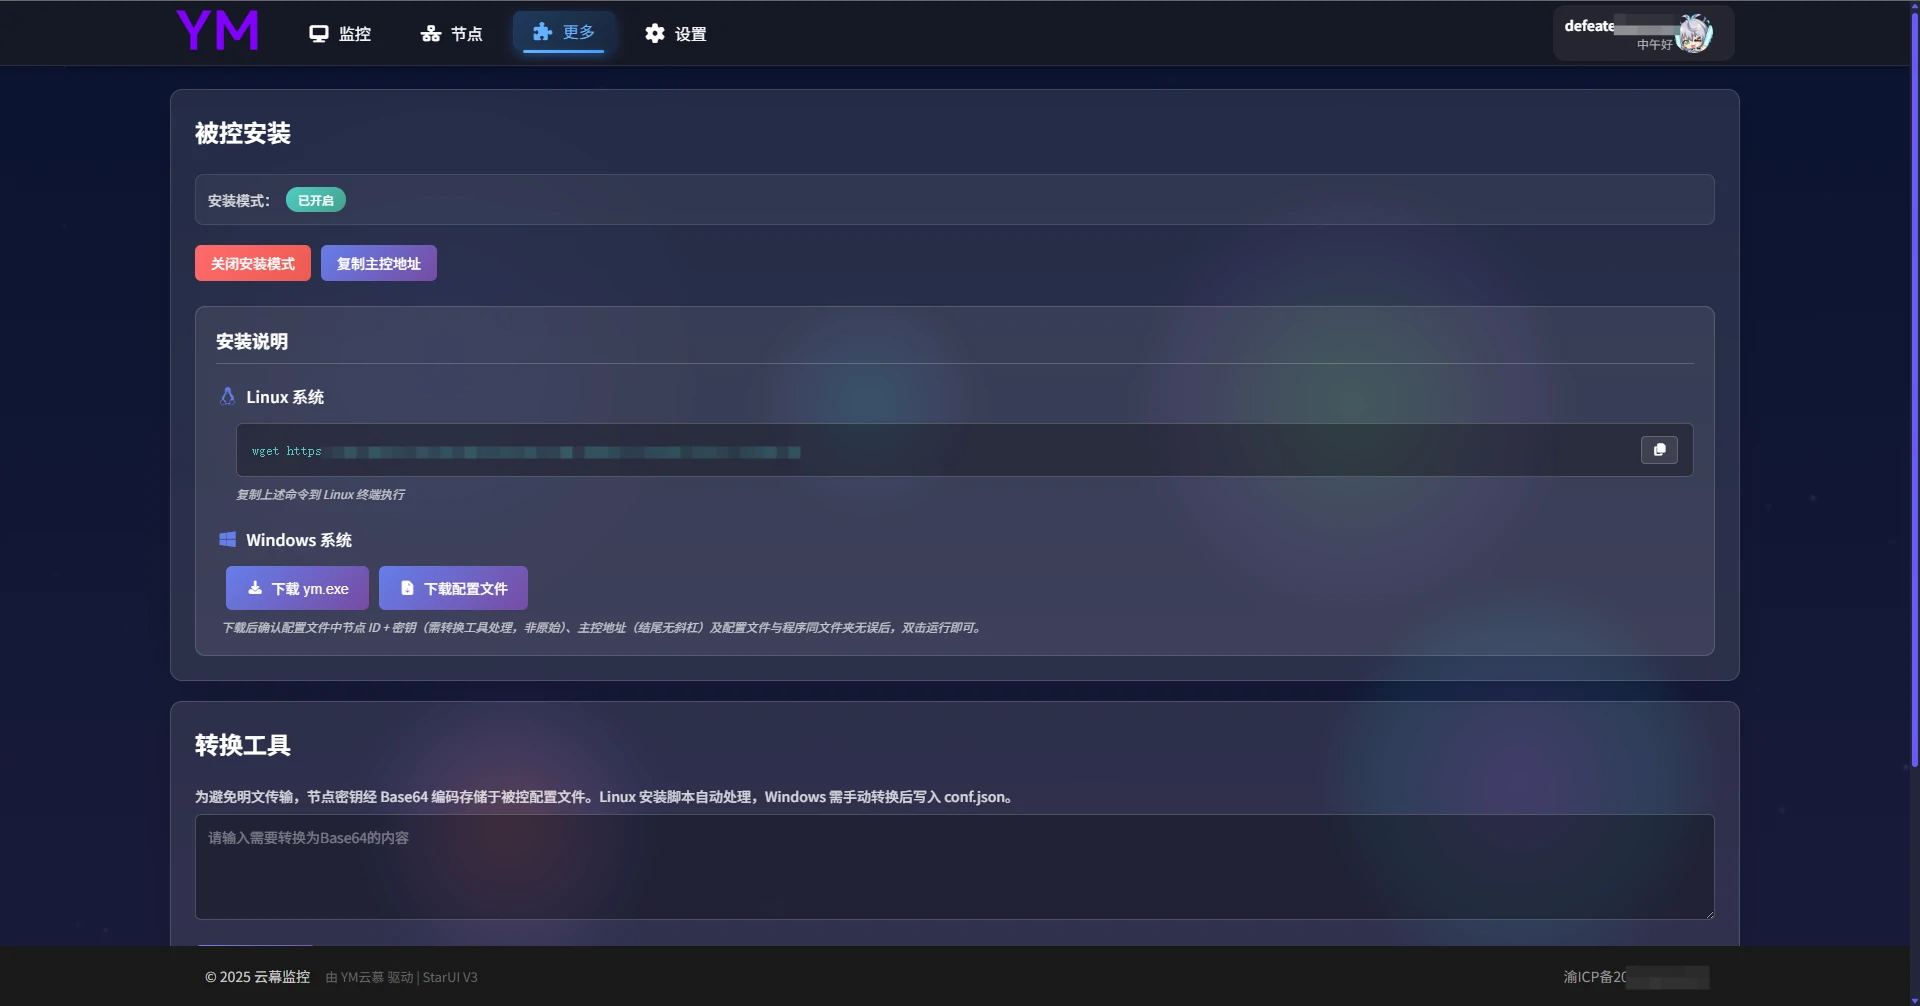 YM
监控
节点
更多
设置
defeate
中午好
被控安装
安装模式：
已开启
关闭安装模式
复制主控地址
安装说明
Linux 系统
wget https
复制上述命令到 Linux 终端执行
Windows 系统
下载 ym.exe
下载配置文件
下载后确认配置文件中节点 ID + 密钥（需转换工具处理，非原始）、主控地址（结尾无斜杠）及配置文件与程序同文件夹无误后，双击运行即可。
转换工具
为避免明文传输，节点密钥经 Base64 编码存储于被控配置文件。Linux 安装脚本自动处理，Windows 需手动转换后写入 conf.json。
请输入需要转换为Base64的内容
© 2025 云幕监控
由 YM云慕 驱动 | StarUI V3
渝ICP备20